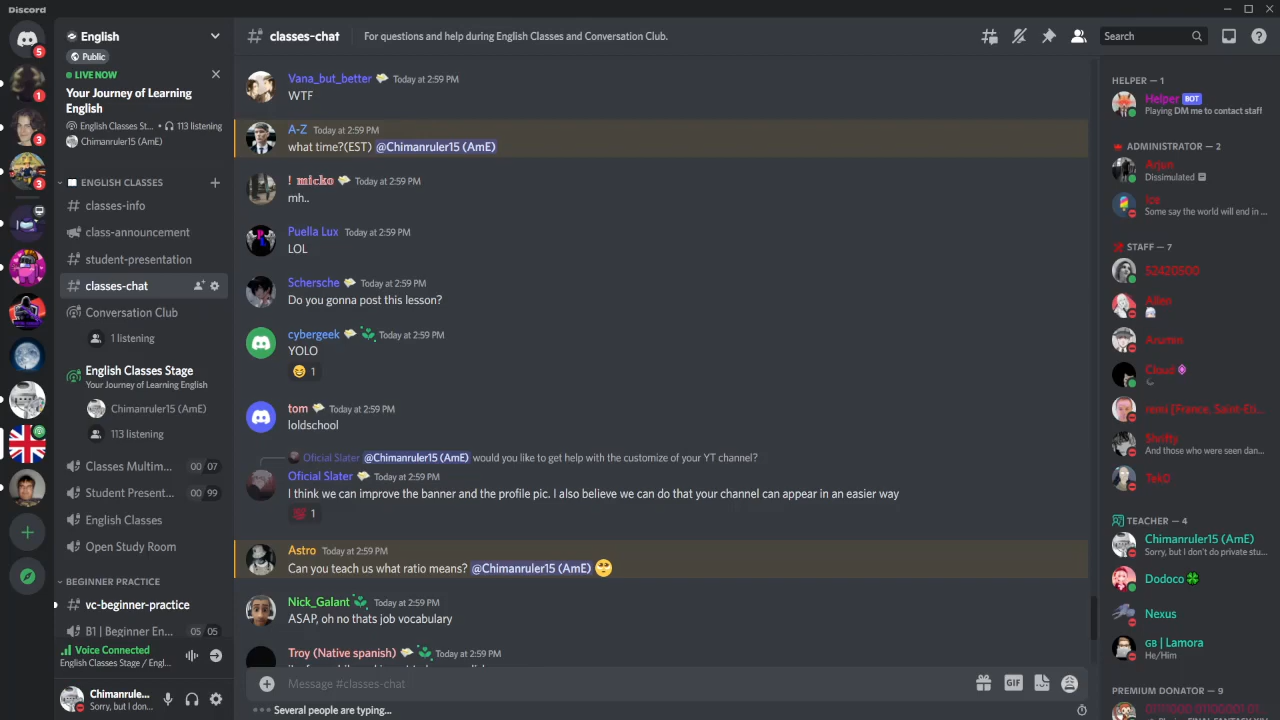 Discord
English
Public
LIVE NOW
Your Journey of Learning
English
English Classes St... • 113 listening
Chimanruler15 (AmE)
ENGLISH CLASSES
classes-info
class-announcement
student-presentation
classes-chat
Conversation Club
1 listening
English Classes Stage
Your Journey of Learning English
Chimanruler15 (AmE)
113 listening
Classes Multim... 00 07
Student Present... 00 99
English Classes
Open Study Room
BEGINNER PRACTICE
vc-beginner-practice
B1 | Beginner En... 05 05
Voice Connected
English Classes Stage / Engl...
Chimanrule...
Sorry, but I don...
5
1
3
3
classes-chat
For questions and help during English Classes and Conversation Club.
Search
Vana_but_better Today at 2:59 PM
WTF
A-Z Today at 2:59 PM
what time?(EST) @Chimanruler15 (AmE)
! micko Today at 2:59 PM
mh..
Puella Lux Today at 2:59 PM
LOL
Schersche Today at 2:59 PM
Do you gonna post this lesson?
cybergeek Today at 2:59 PM
YOLO
1
tom Today at 2:59 PM
loldschool
Oficial Slater @Chimanruler15 (AmE) would you like to get help with the customize of your YT channel?
Oficial Slater Today at 2:59 PM
I think we can improve the banner and the profile pic. I also believe we can do that your channel can appear in an easier way
1
Astro Today at 2:59 PM
Can you teach us what ratio means? @Chimanruler15 (AmE)
Nick_Galant Today at 2:59 PM
ASAP, oh no thats job vocabulary
Troy (Native spanish) Today at 2:59 PM
Message #classes-chat
GIF
Several people are typing...
HELPER — 1
Helper BOT
Playing DM me to contact staff
ADMINISTRATOR — 2
Arjun
Dissimulated
Ice
Some say the world will end in ...
STAFF — 7
52420500
Allen
Azumen
Cloud
remi [France, Saint-Eti...
Shrifty
And those who were seen dan...
TekD
TEACHER — 4
Chimanruler15 (AmE)
Sorry, but I don't do private stu...
Dodoco
Nexus
GB | Lamora
He/Him
PREMIUM DONATOR — 9